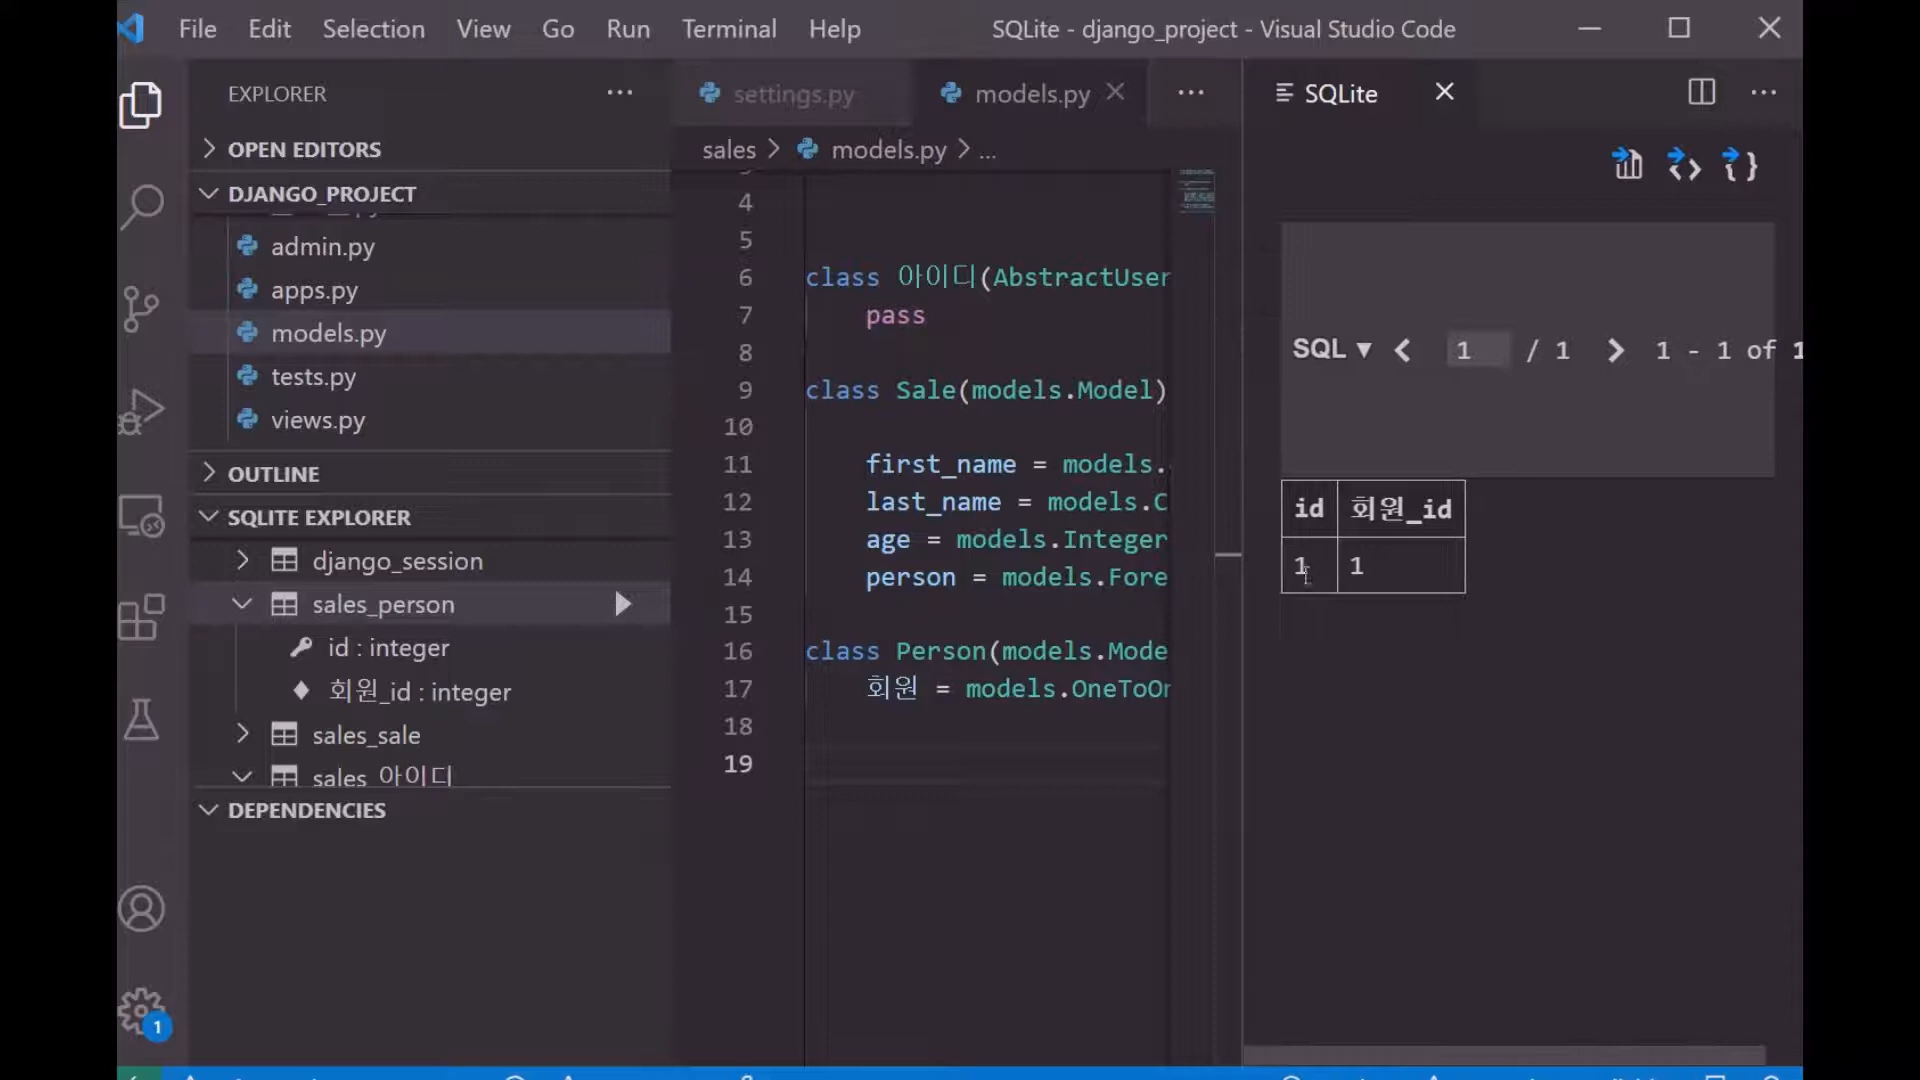 File Edit Selection View Go Run Terminal Help SQLite - django_project - Visual Studio Code
EXPLORER
OPEN EDITORS
DJANGO_PROJECT
admin.py
apps.py
models.py
tests.py
views.py
OUTLINE
SQLITE EXPLORER
django_session
sales_person
id : integer
회원_id : integer
sales_sale
sales_아이디
DEPENDENCIES
1
settings.py models.py
sales > models.py > ...
4
5
6 class 아이디(AbstractUser
7 pass
8
9 class Sale(models.Model)
10
11 first_name = models.
12 last_name = models.C
13 age = models.Integer
14 person = models.Fore
15
16 class Person(models.Mode
17 회원 = models.OneToOn
18
19
SQLite
SQL ▼ < 1 / 1 > 1 - 1 of 1
id 회원_id
1 1